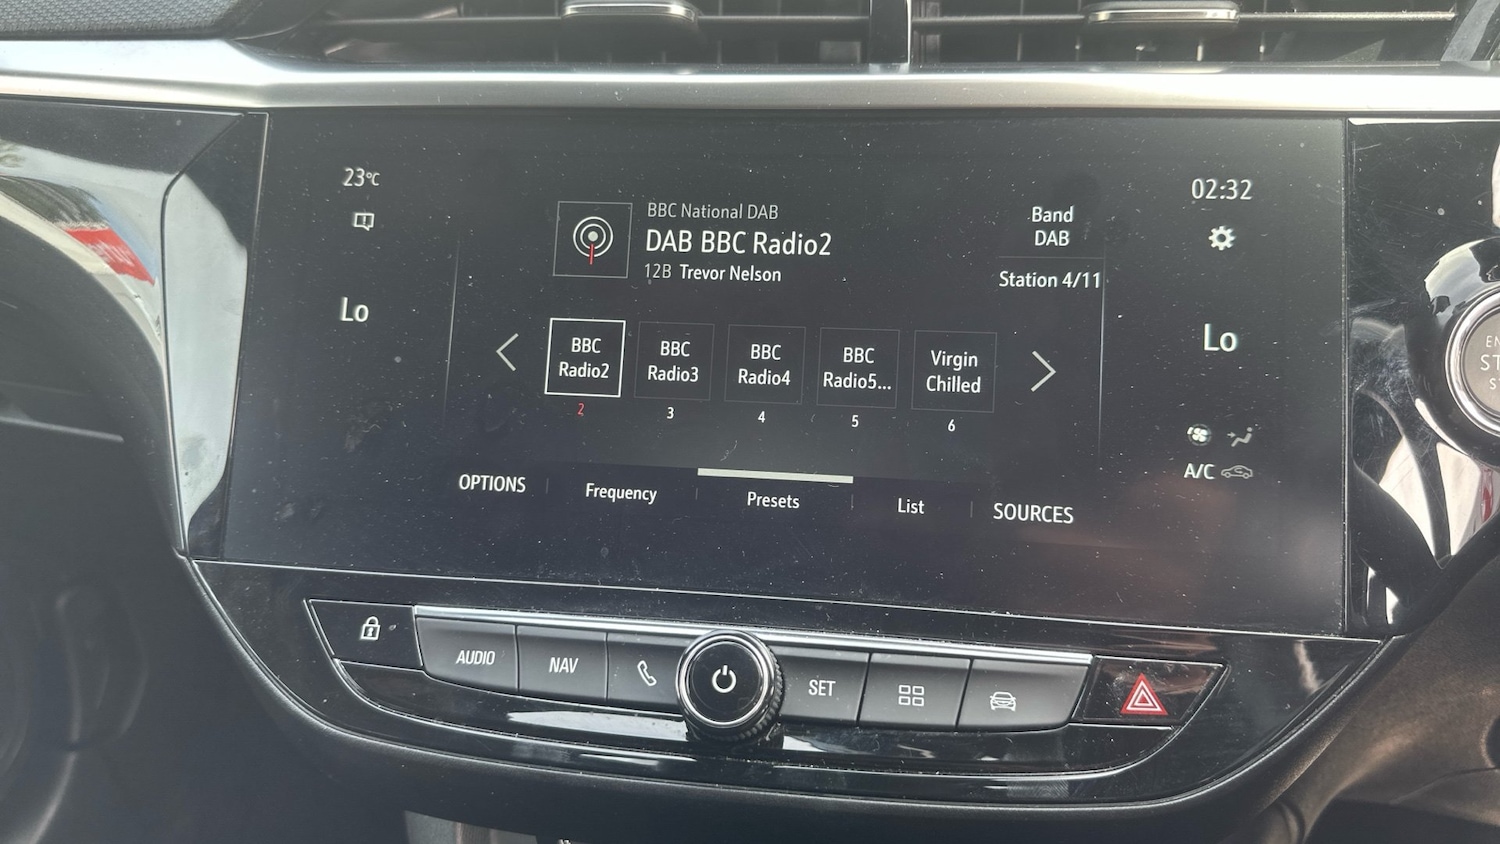 23°C
Lo
BBC National DAB
DAB BBC Radio2
12B Trevor Nelson
Band
DAB
Station 4/11
02:32
Lo
A/C
BBC
Radio2
2
BBC
Radio3
3
BBC
Radio4
4
BBC
Radio5...
5
Virgin
Chilled
6
OPTIONS
Frequency
Presets
List
SOURCES
AUDIO
NAV
SET